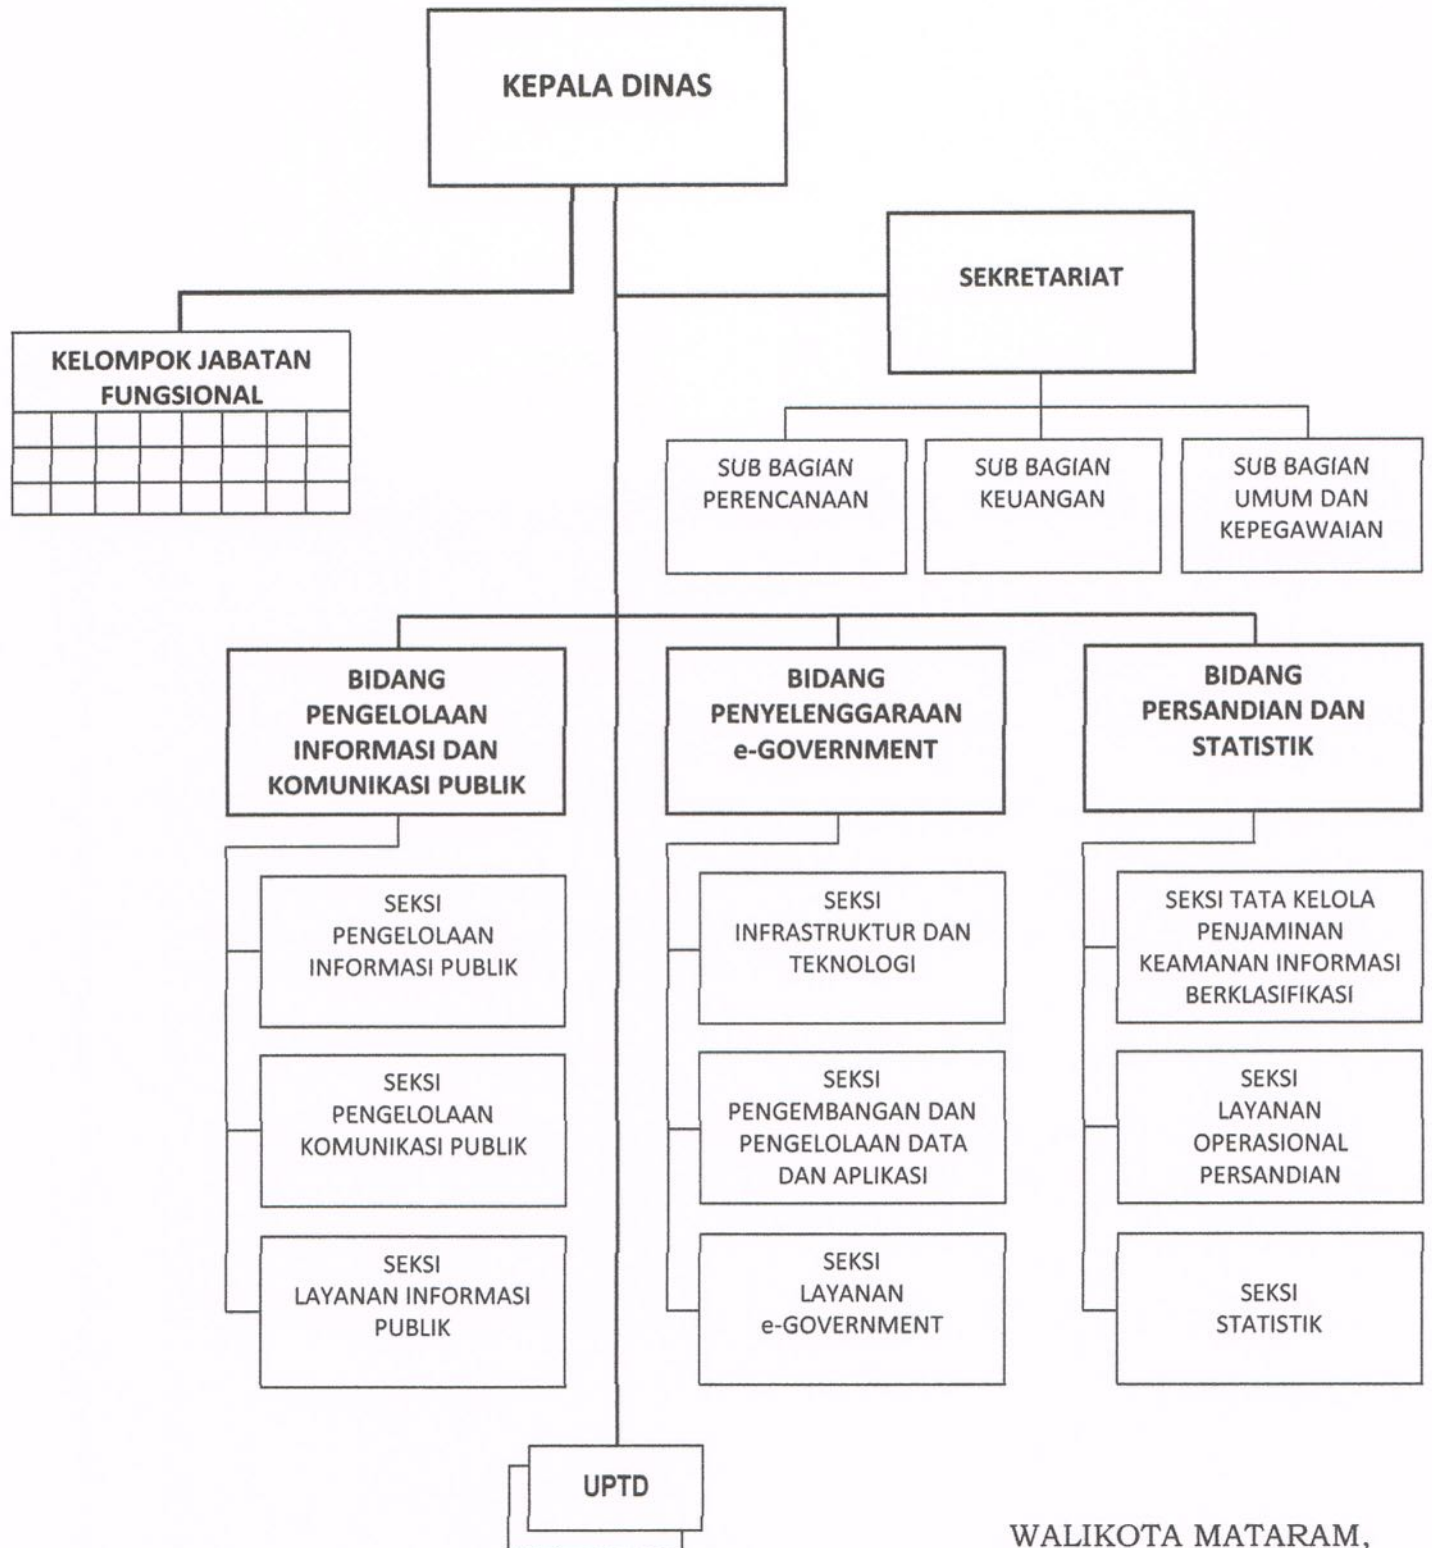 KEPALA DINAS
SEKRETARIAT
KELOMPOK JABATAN
FUNGSIONAL
SUB BAGIAN
PERENCANAAN
SUB BAGIAN
KEUANGAN
SUB BAGIAN
UMUM DAN
KEPEGAWAIAN
BIDANG
PENGELOLAAN
INFORMASI DAN
KOMUNIKASI PUBLIK
BIDANG
PENYELENGGARAAN
e-GOVERNMENT
BIDANG
PERSANDIAN DAN
STATISTIK
SEKSI
PENGELOLAAN
INFORMASI PUBLIK
SEKSI
INFRASTRUKTUR DAN
TEKNOLOGI
SEKSI TATA KELOLA
PENJAMINAN
KEAMANAN INFORMASI
BERKLASIFIKASI
SEKSI
PENGELOLAAN
KOMUNIKASI PUBLIK
SEKSI
PENGEMBANGAN DAN
PENGELOLAAN DATA
DAN APLIKASI
SEKSI
LAYANAN
OPERASIONAL
PERSANDIAN
SEKSI
LAYANAN INFORMASI
PUBLIK
SEKSI
LAYANAN
e-GOVERNMENT
SEKSI
STATISTIK
UPTD
WALIKOTA MATARAM,